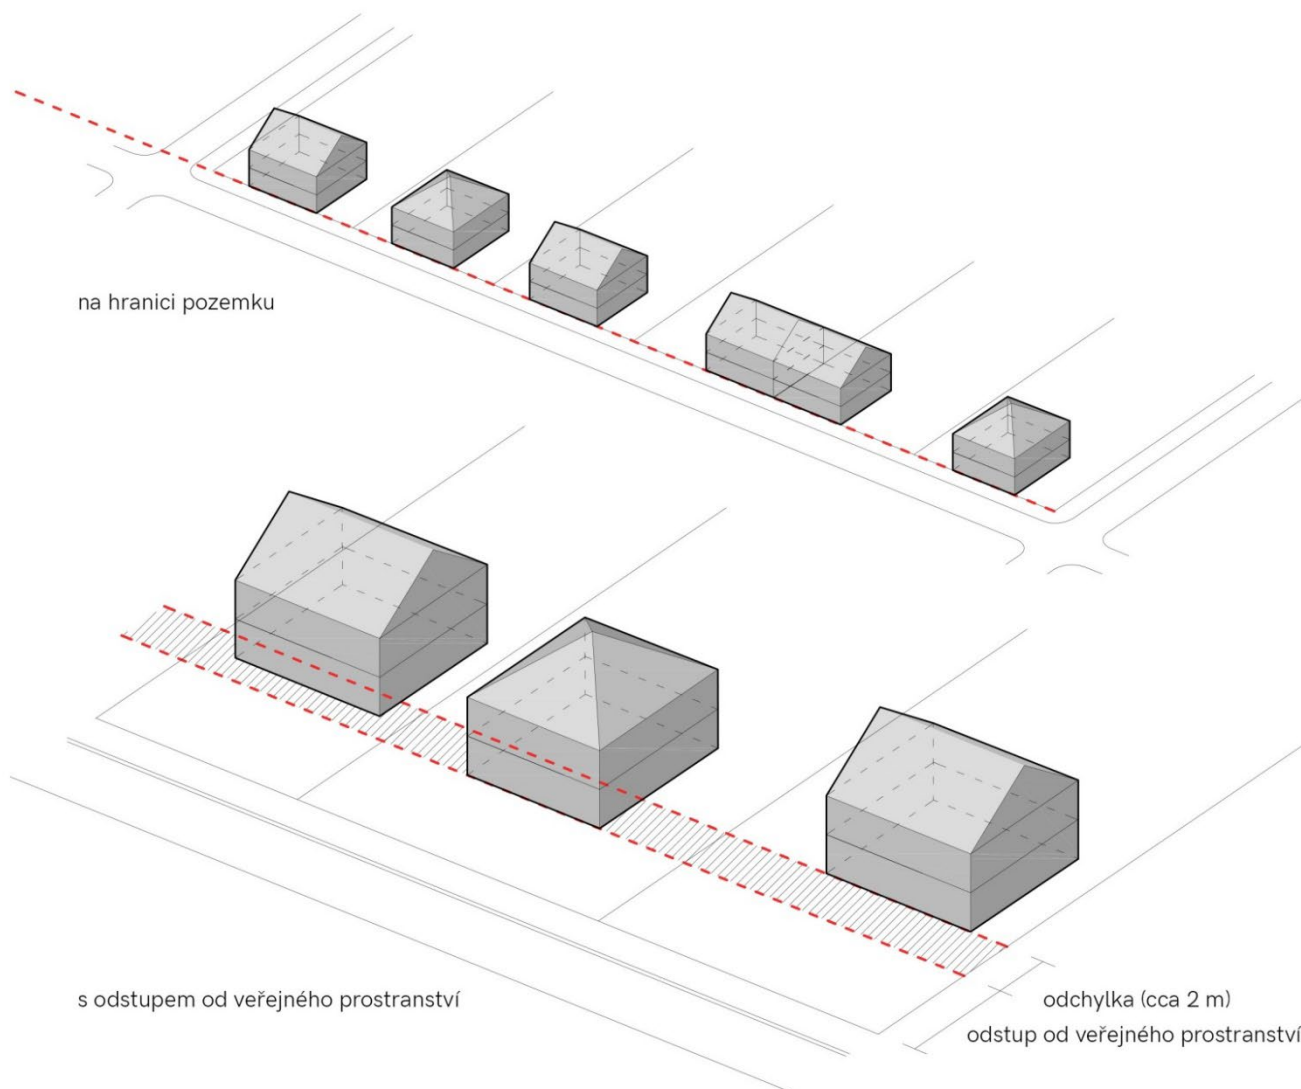 na hranici pozemku
s odstupem od veřejného prostranství
odchylka (cca 2 m)
odstup od veřejného prostranství